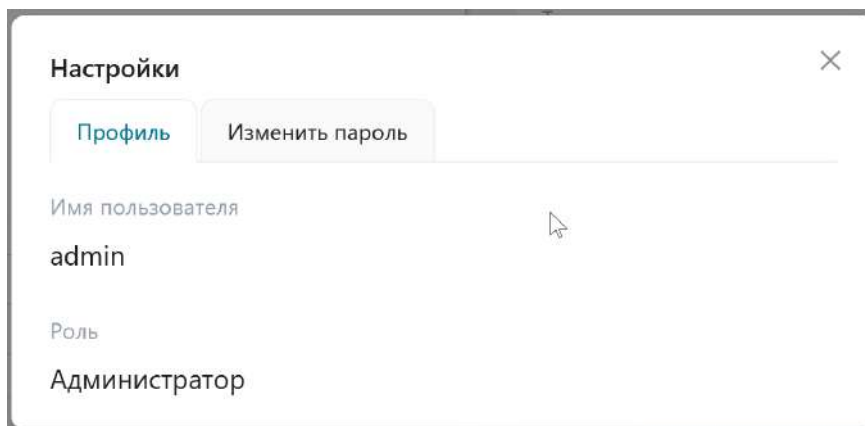 Настройки
Профиль Изменить пароль
Имя пользователя
admin
Роль
Администратор